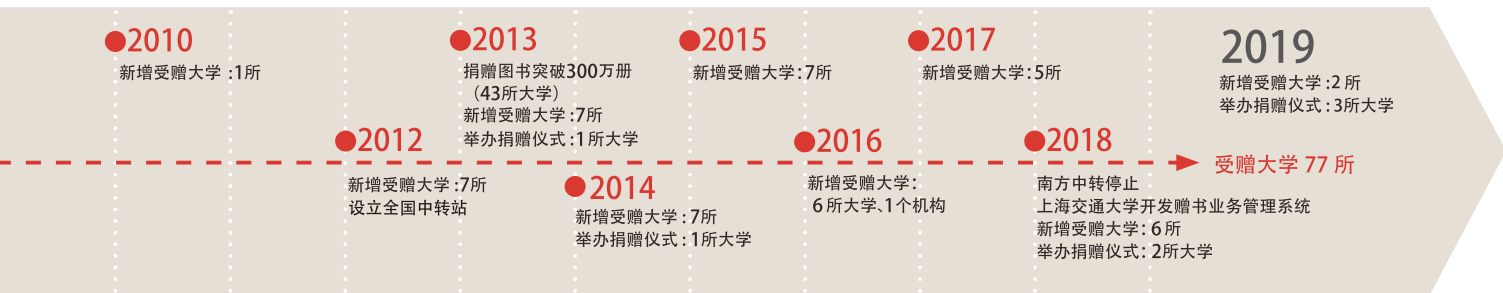 2010
新增受赠大学 :1所
2012
新增受赠大学 :7所
设立全国中转站
2013
捐赠图书突破300万册
（43所大学）
新增受赠大学 :7所
举办捐赠仪式 :1所大学
2014
新增受赠大学 : 7所
举办捐赠仪式 : 1所大学
2015
新增受赠大学 : 7所
2016
新增受赠大学 :
6 所大学、1个机构
2017
新增受赠大学 : 5所
2018
南方中转停止
上海交通大学开发赠书业务管理系统
新增受赠大学 : 6 所
举办捐赠仪式 : 2所大学
2019
新增受赠大学 :2 所
举办捐赠仪式 : 3所大学
受赠大学 77 所